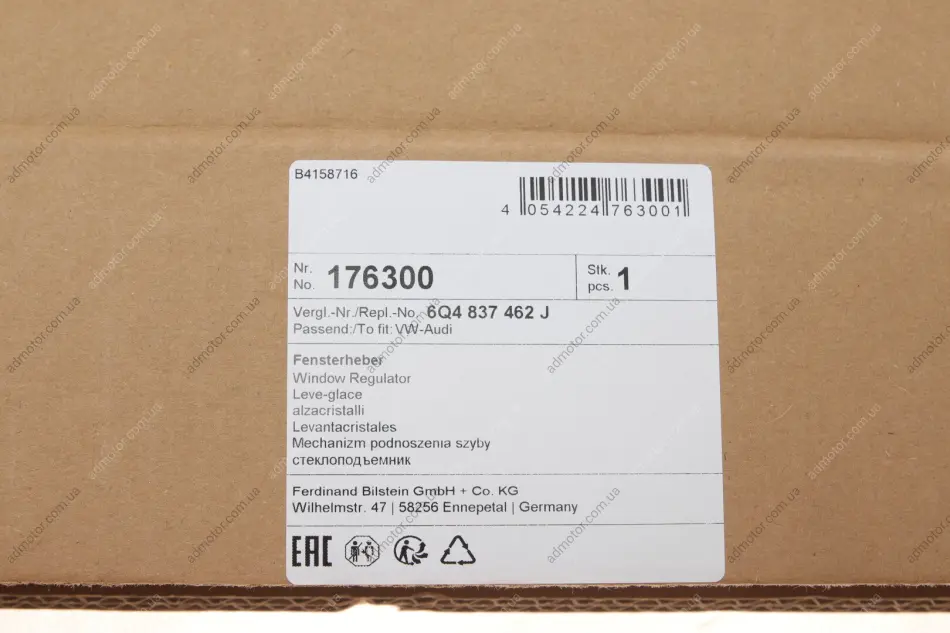 B4158716
4 054224 763001
Nr.
No. 176300
Stk.
pcs. 1
Vergl.-Nr./Repl.-No. 6Q4 837 462 J
Passend:/To fit: VW-Audi
Fensterheber
Window Regulator
Leve-glace
alzacristalli
Levantacristales
Mechanizm podnoszenia szyby
стеклоподъемник
Ferdinand Bilstein GmbH + Co. KG
Wilhelmstr. 47 | 58256 Ennepetal | Germany
EAC
admotor.com.ua